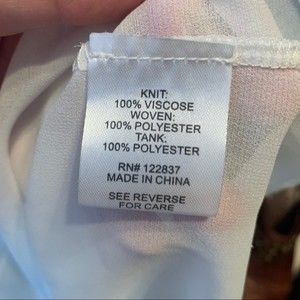 KNIT:
100% VISCOSE
WOVEN:
100% POLYESTER
TANK:
100% POLYESTER
RN# 122837
MADE IN CHINA
SEE REVERSE
FOR CARE